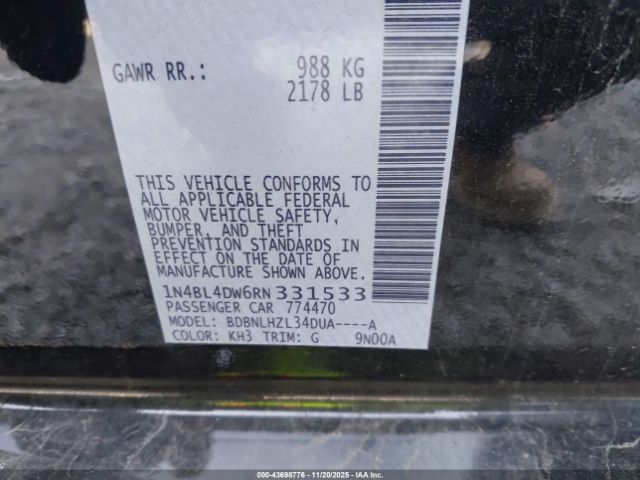 GAWR RR.: 988 KG
2178 LB
THIS VEHICLE CONFORMS TO
ALL APPLICABLE FEDERAL
MOTOR VEHICLE SAFETY,
BUMPER, AND THEFT
PREVENTION STANDARDS IN
EFFECT ON THE DATE OF
MANUFACTURE SHOWN ABOVE.
1N4BL4DW6RN331533
PASSENGER CAR 774470
MODEL: BDBNLHZL34DUA----A
COLOR: KH3 TRIM: G 9N00A
000-43698776 - 11/20/2025 - IAA Inc.